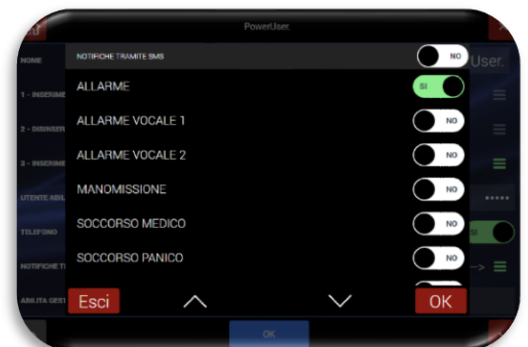 PowerUser.
NOME
User.
NOTIFICHE TRAMITE SMS NO
ALLARME SI
1 - INSERIME
ALLARME VOCALE 1 NO
2 - DISINSER
ALLARME VOCALE 2 NO
3 - INSERIME
MANOMISSIONE NO
UTENTE ABIL
SOCCORSO MEDICO NO
TELEFONO SI
SOCCORSO PANICO NO
NOTIFICHE T
-->
ABILITA GEST
Esci OK
OK